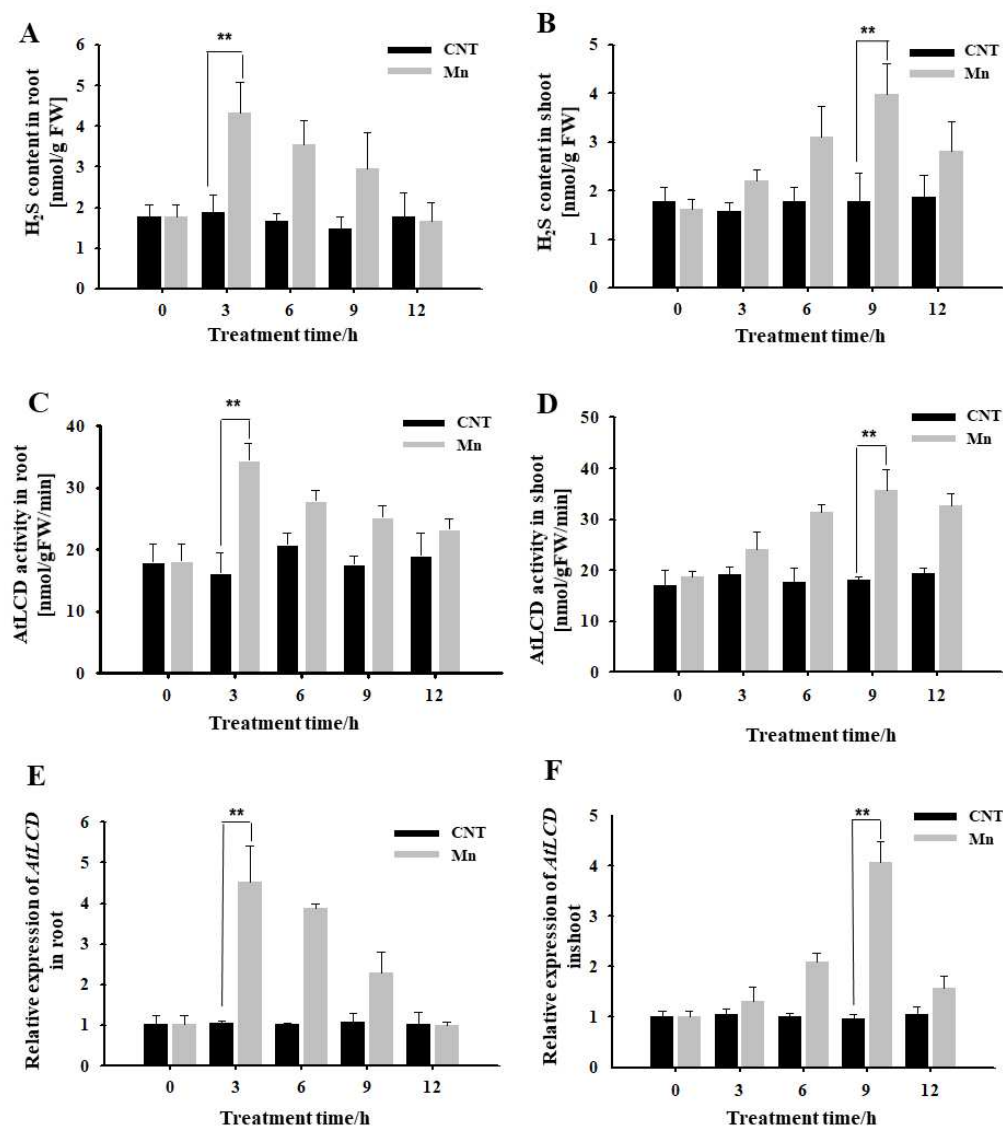 A
H₂S content in root
[nmol/g FW]
6
5
4
3
2
1
0
**
CNT
Mn
0 3 6 9 12
Treatment time/h
B
H₂S content in shoot
[nmol/g FW]
5
4
3
2
1
0
**
CNT
Mn
0 3 6 9 12
Treatment time/h
C
AtLCD activity in root
[nmol/gFW/min]
40
30
20
10
0
**
CNT
Mn
0 3 6 9 12
Treatment time/h
D
AtLCD activity in shoot
[nmol/gFW/min]
50
40
30
20
10
0
**
CNT
Mn
0 3 6 9 12
Treatment time/h
E
Relative expression of AtLCD
in root
6
5
4
3
2
1
0
**
CNT
Mn
0 3 6 9 12
Treatment time/h
F
Relative expression of AtLCD
inshoot
5
4
3
2
1
0
**
CNT
Mn
0 3 6 9 12
Treatment time/h